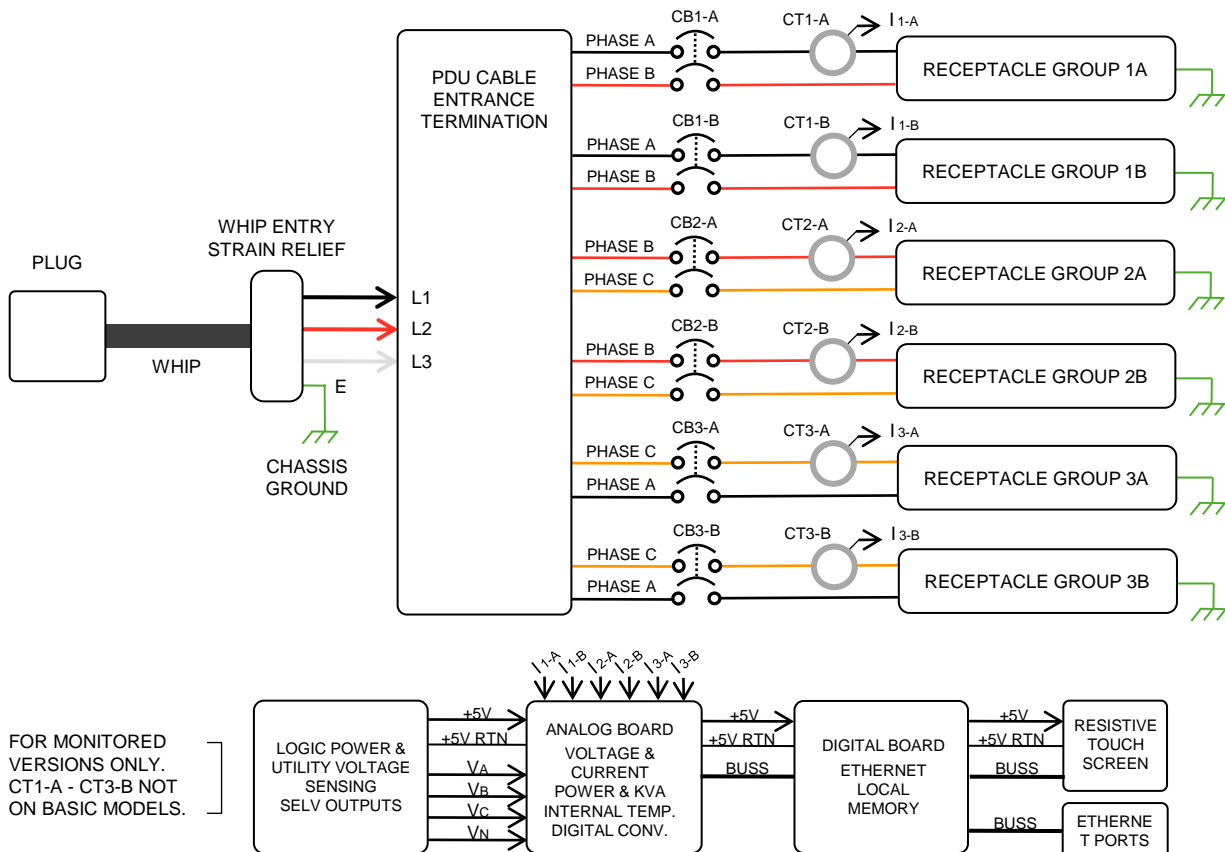 CB1-A
CT1-A
I 1-A
PHASE A
PHASE B
RECEPTACLE GROUP 1A
PDU CABLE
ENTRANCE
TERMINATION
CB1-B
CT1-B
I 1-B
PHASE A
PHASE B
RECEPTACLE GROUP 1B
CB2-A
CT2-A
I 2-A
PHASE B
PHASE C
RECEPTACLE GROUP 2A
WHIP ENTRY
STRAIN RELIEF
PLUG
WHIP
L1
L2
L3
E
CHASSIS
GROUND
CB2-B
CT2-B
I 2-B
PHASE B
PHASE C
RECEPTACLE GROUP 2B
CB3-A
CT3-A
I 3-A
PHASE C
PHASE A
RECEPTACLE GROUP 3A
CB3-B
CT3-B
I 3-B
PHASE C
PHASE A
RECEPTACLE GROUP 3B
I 1-A
I 1-B
I 2-A
I 2-B
I 3-A
I 3-B
FOR MONITORED
VERSIONS ONLY.
CT1-A - CT3-B NOT
ON BASIC MODELS.
LOGIC POWER &
UTILITY VOLTAGE
SENSING
SELV OUTPUTS
+5V
+5V RTN
VA
VB
VC
VN
ANALOG BOARD
VOLTAGE &
CURRENT
POWER & KVA
INTERNAL TEMP.
DIGITAL CONV.
+5V
+5V RTN
BUSS
DIGITAL BOARD
ETHERNET
LOCAL
MEMORY
+5V
+5V RTN
BUSS
BUSS
RESISTIVE
TOUCH
SCREEN
ETHERNE
T PORTS